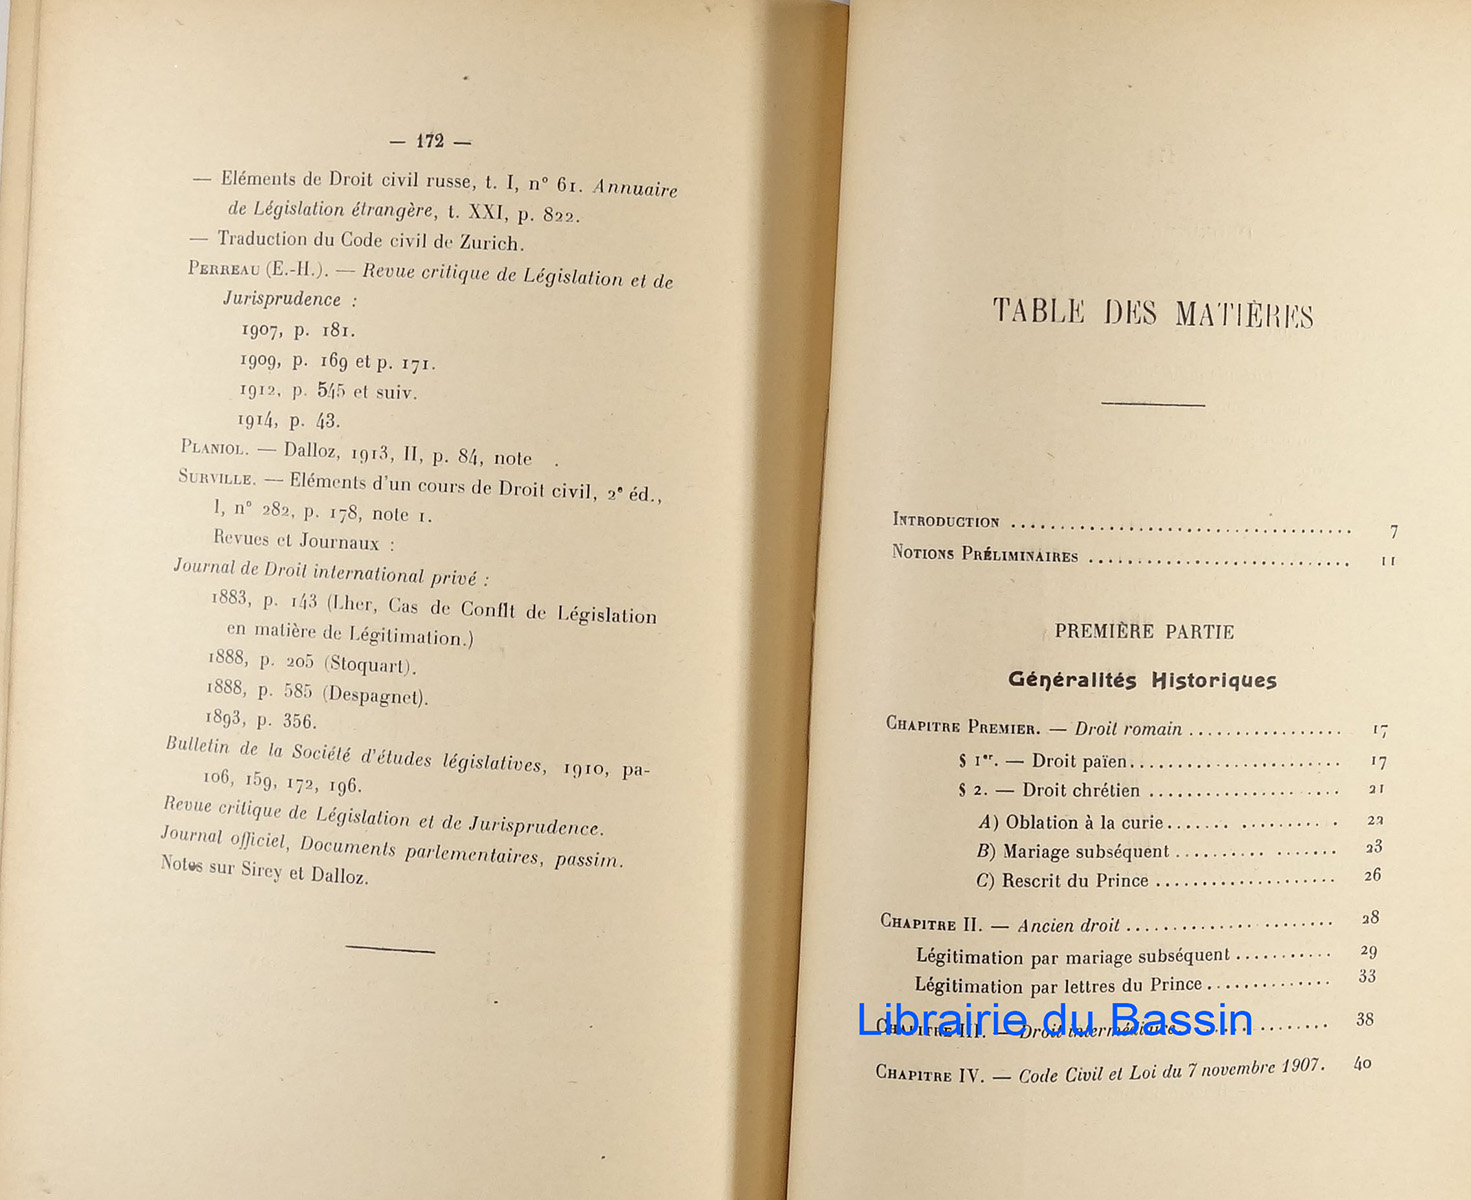 — 172 —
— Eléments de Droit civil russe, t. I, n° 61. Annuaire
de Législation étrangère, t. XXI, p. 822.
— Traduction du Code civil de Zurich.
PERREAU (E.-H.). — Revue critique de Législation et de
Jurisprudence :
1907, p. 181.
1909, p. 169 et p. 171.
1912, p. 545 et suiv.
1914, p. 43.
PLANIOL. — Dalloz, 1913, II, p. 84, note .
SURVILLE. — Eléments d'un cours de Droit civil, 2e éd.,
I, n° 282, p. 178, note 1.
Revues et Journaux :
Journal de Droit international privé :
1883, p. 143 (Lher, Cas de Conflt de Législation
en matière de Légitimation.)
1888, p. 205 (Stoquart).
1888, p. 585 (Despagnet).
1893, p. 356.
Bulletin de la Société d'études législatives, 1910, pa-
106, 159, 172, 196.
Revue critique de Législation et de Jurisprudence.
Journal officiel, Documents parlementaires, passim.
Notes sur Sirey et Dalloz.
TABLE DES MATIÈRES
INTRODUCTION .................................. 7
NOTIONS PRÉLIMINAIRES ........................... 11
PREMIÈRE PARTIE
Généralités Historiques
CHAPITRE PREMIER. — Droit romain ................. 17
§ 1er. — Droit païen....................... 17
§ 2. — Droit chrétien ..................... 21
A) Oblation à la curie.................. 22
B) Mariage subséquent ................. 23
C) Rescrit du Prince .................... 26
CHAPITRE II. — Ancien droit ...................... 28
Légitimation par mariage subséquent ........... 29
Légitimation par lettres du Prince .............. 33
CHAPITRE III. — Droit intermédiaire................ 38
Librairie du Bassin
CHAPITRE IV. — Code Civil et Loi du 7 novembre 1907. 40